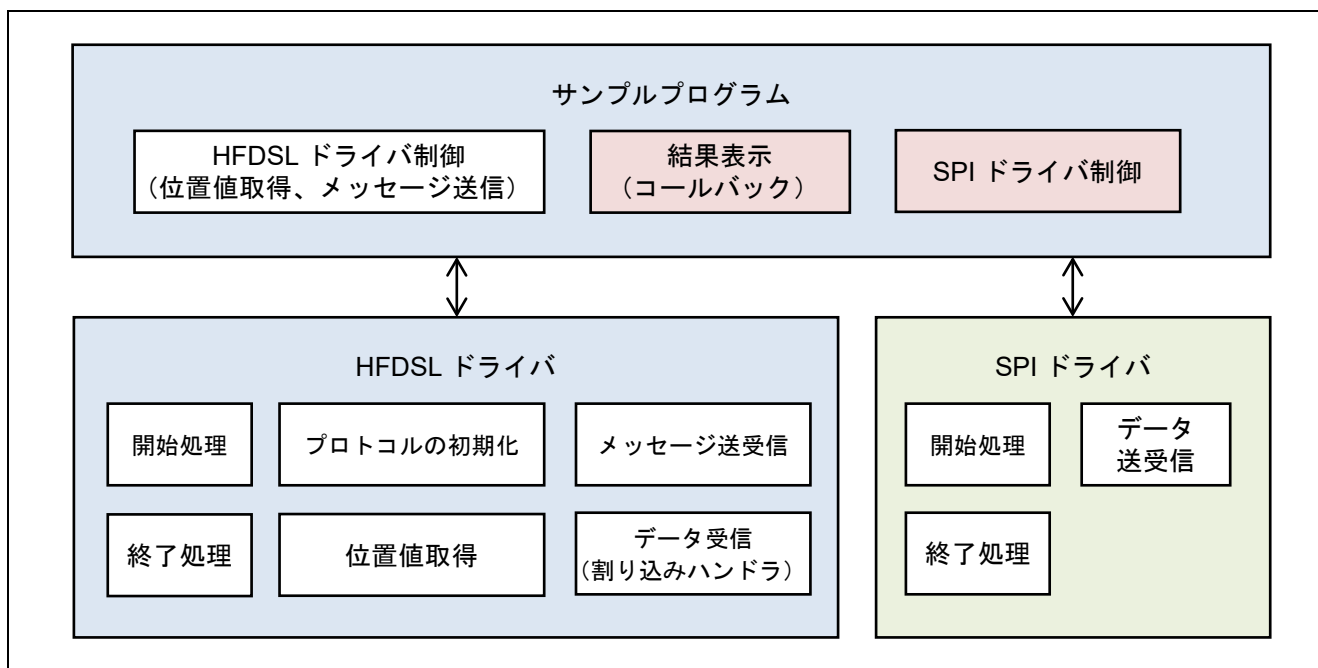 サンプルプログラム
HFDSL ドライバ制御
（位置値取得、メッセージ送信）
結果表示
（コールバック）
SPI ドライバ制御
HFDSL ドライバ
開始処理
プロトコルの初期化
メッセージ送受信
終了処理
位置値取得
データ受信
（割り込みハンドラ）
SPI ドライバ
開始処理
データ
送受信
終了処理